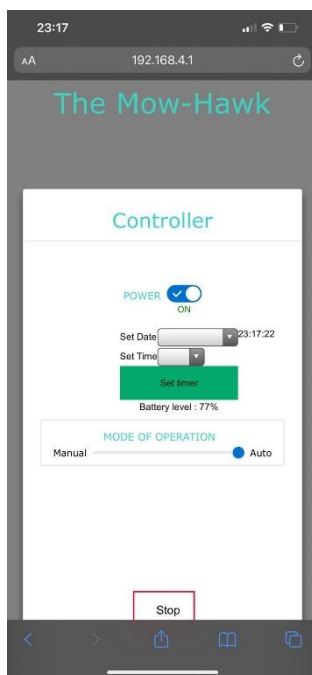 23:17
AA 192.168.4.1
The Mow-Hawk
Controller
POWER
ON
Set Date 23:17:22
Set Time
Set timer
Battery level : 77%
MODE OF OPERATION
Manual Auto
Stop